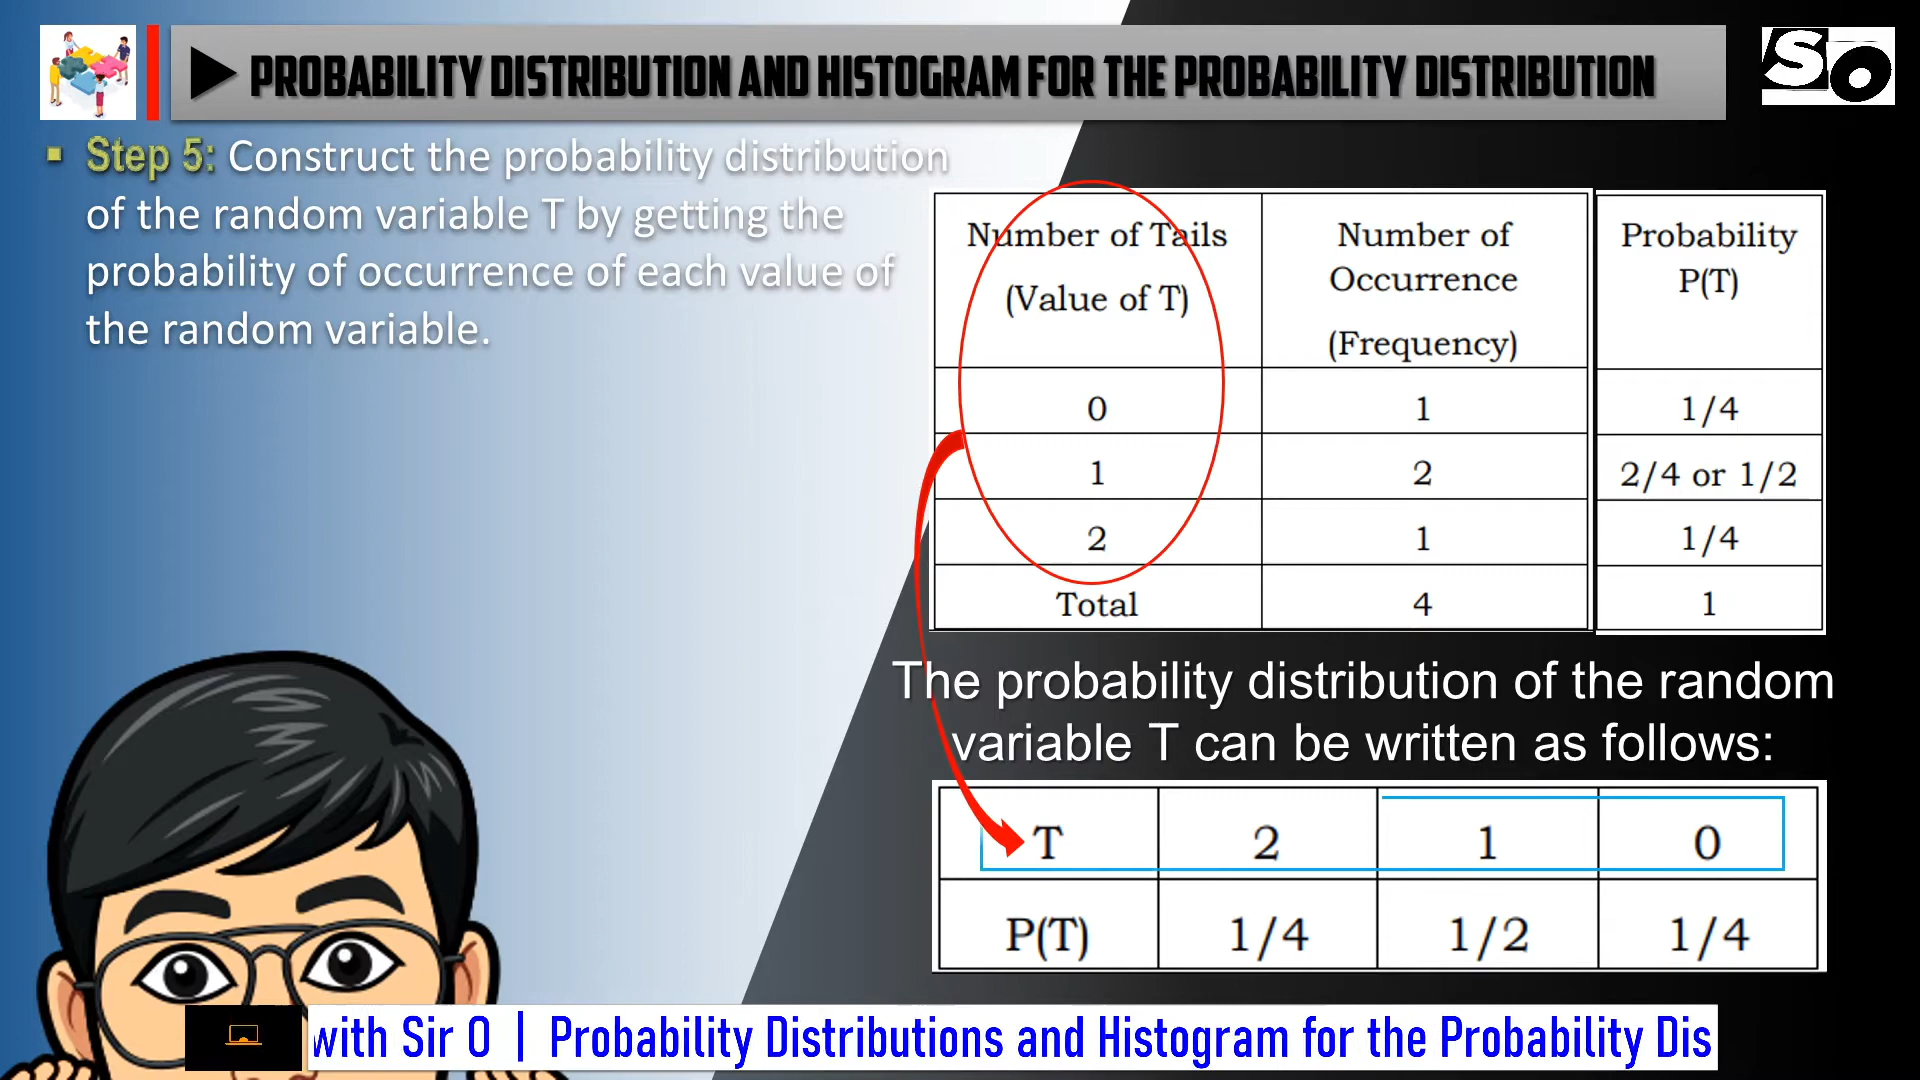 PROBABILITY DISTRIBUTION AND HISTOGRAM FOR THE PROBABILITY DISTRIBUTION
SO
Step 5: Construct the probability distribution
of the random variable T by getting the
probability of occurrence of each value of
the random variable.
Number of Tails
(Value of T)
Number of
Occurrence
(Frequency)
Probability
P(T)
0 1 1/4
1 2 2/4 or 1/2
2 1 1/4
Total 4 1
The probability distribution of the random
variable T can be written as follows:
T 2 1 0
P(T) 1/4 1/2 1/4
with Sir O | Probability Distributions and Histogram for the Probability Dis